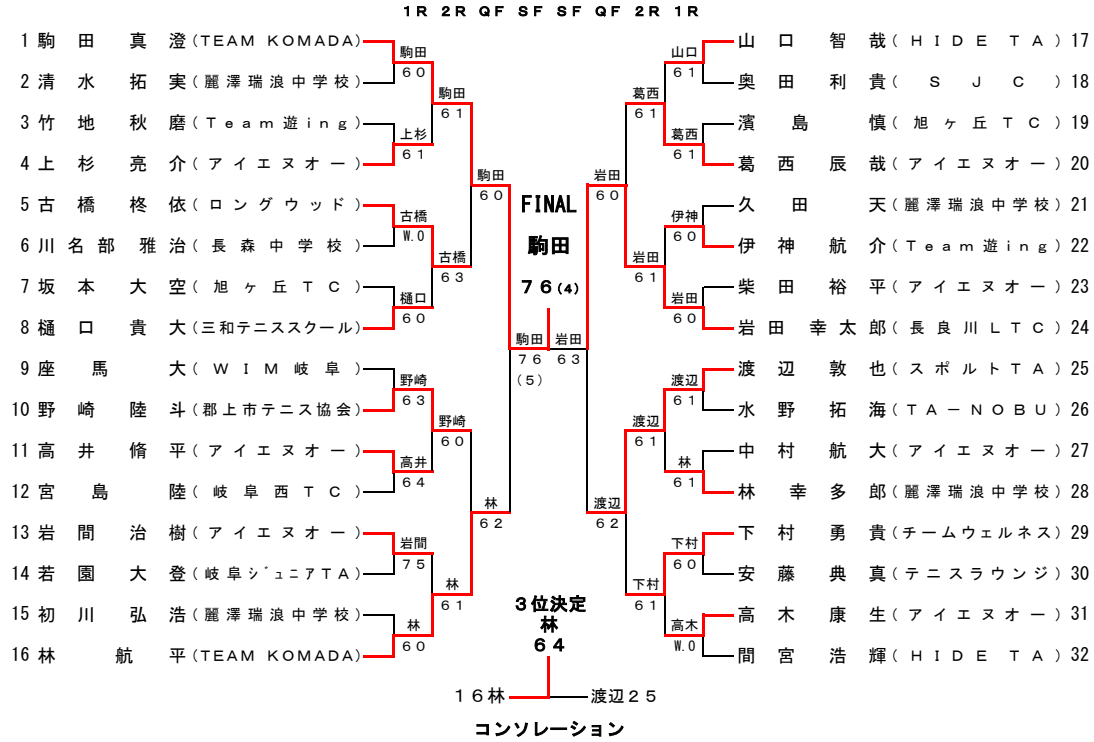 1R 2R QF SF SF QF 2R 1R
1 駒田真澄(TEAM KOMADA)
駒田
60
2 清水拓実(麗澤瑞浪中学校)
駒田
61
3 竹地秋磨(Team遊ing)
上杉
61
4 上杉亮介(アイエヌオー)
駒田
60
5 古橋柊依(ロングウッド)
古橋
W.0
6 川名部雅治(長森中学校)
古橋
63
7 坂本大空(旭ヶ丘TC)
樋口
60
8 樋口貴大(三和テニススクール)
駒田
76
(5)
9 座馬大(WIM岐阜)
野崎
63
10 野崎陸斗(郡上市テニス協会)
野崎
60
11 高井脩平(アイエヌオー)
高井
64
12 宮島陸(岐阜西TC)
林
62
13 岩間治樹(アイエヌオー)
岩間
75
14 若園大登(岐阜ジュニアTA)
林
61
15 初川弘浩(麗澤瑞浪中学校)
林
60
16 林航平(TEAM KOMADA)
FINAL
駒田
76(4)
山口智哉(HIDE TA) 17
山口
61
奥田利貴(SJC) 18
葛西
61
濱島慎(旭ヶ丘TC) 19
葛西
61
葛西辰哉(アイエヌオー) 20
岩田
60
久田天(麗澤瑞浪中学校) 21
伊神
60
伊神航介(Team遊ing) 22
岩田
61
柴田裕平(アイエヌオー) 23
岩田
60
岩田幸太郎(長良川LTC) 24
岩田
63
渡辺敦也(スポルトTA) 25
渡辺
61
水野拓海(TA－NOBU) 26
渡辺
61
中村航大(アイエヌオー) 27
林
61
林幸多郎(麗澤瑞浪中学校) 28
渡辺
62
下村勇貴(チームウェルネス) 29
下村
60
安藤典真(テニスラウンジ) 30
下村
61
高木康生(アイエヌオー) 31
高木
W.0
間宮浩輝(HIDE TA) 32
3位決定
林
64
16林
渡辺25
コンソレーション